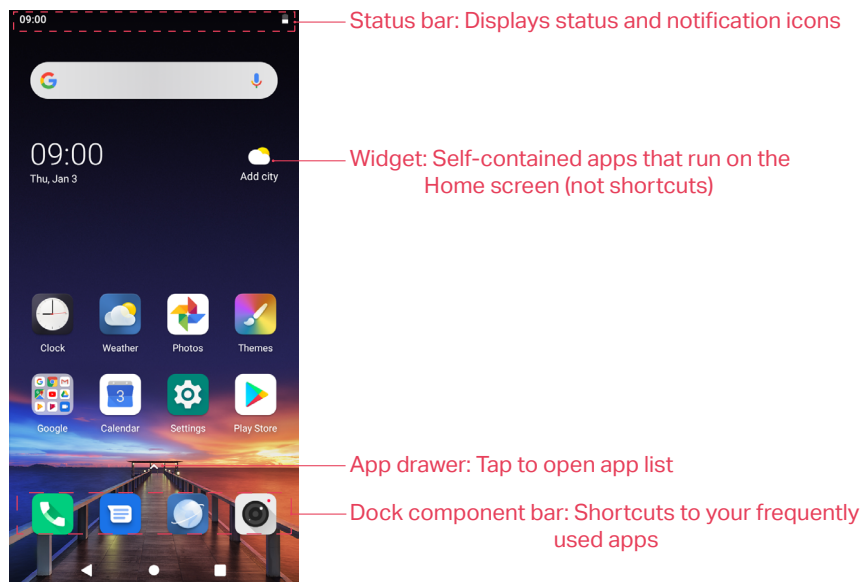 09:00
Status bar: Displays status and notification icons
09:00
Thu, Jan 3
Add city
Widget: Self-contained apps that run on the
Home screen (not shortcuts)
Clock Weather Photos Themes
3
Google Calendar Settings Play Store
App drawer: Tap to open app list
Dock component bar: Shortcuts to your frequently
used apps